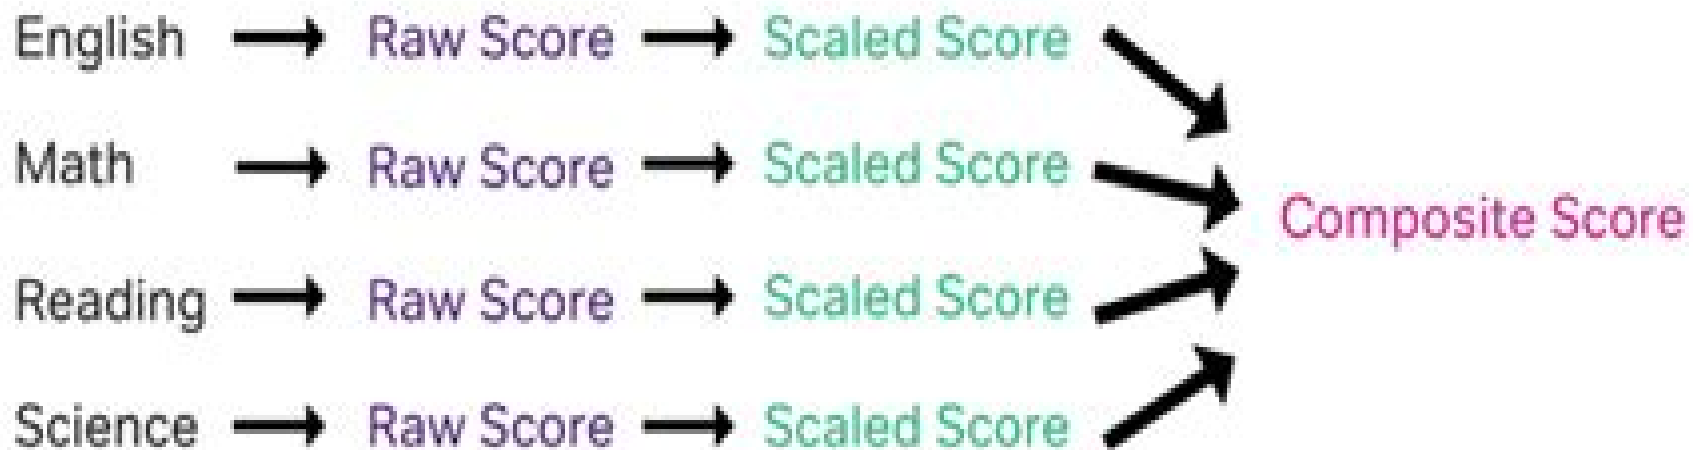 English Raw Score Scaled Score
Math Raw Score Scaled Score
Composite Score
Reading Raw Score Scaled Score
Science Raw Score Scaled Score